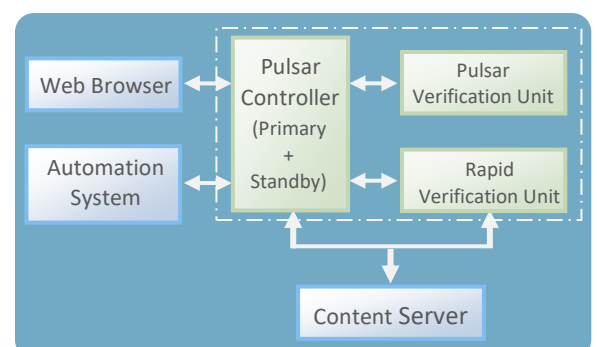 Web Browser
Automation
System
Pulsar
Controller
(Primary
+
Standby)
Pulsar
Verification Unit
Rapid
Verification Unit
Content Server